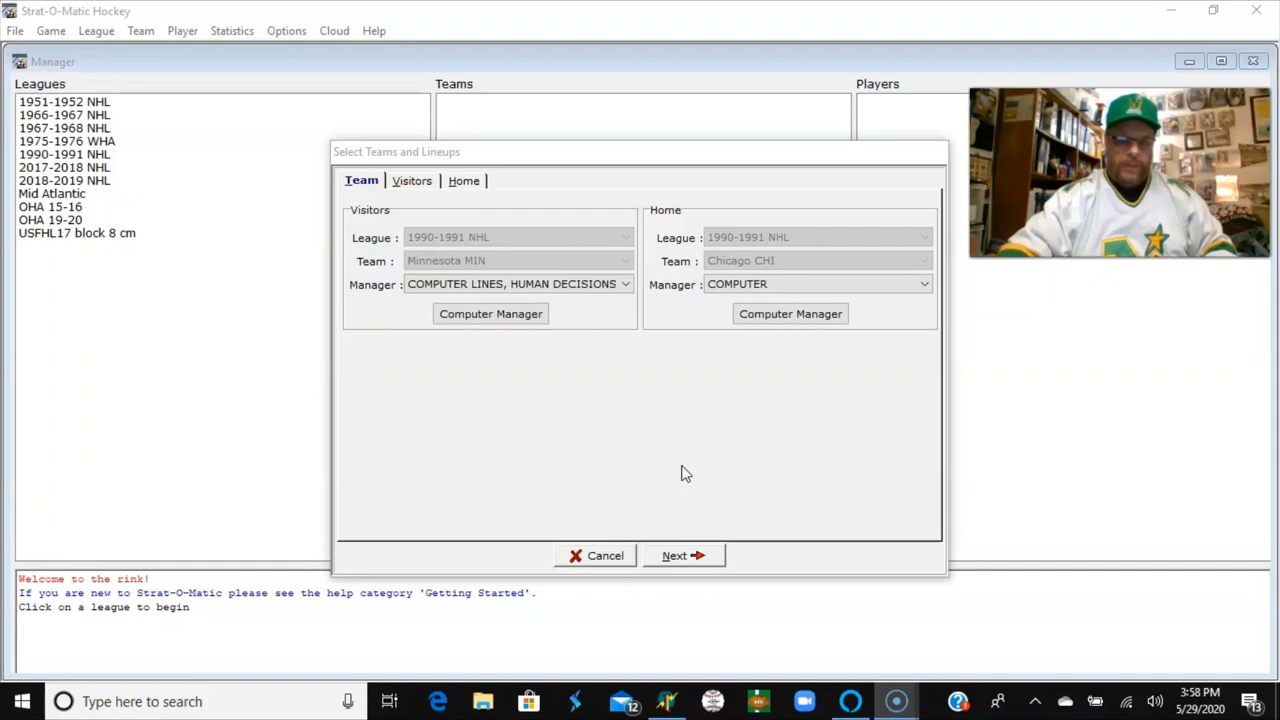 Strat-O-Matic Hockey
File Game League Team Player Statistics Options Cloud Help
Manager
Leagues Teams Players
1951-1952 NHL
1966-1967 NHL
1967-1968 NHL
1975-1976 WHA
1990-1991 NHL
2017-2018 NHL
2018-2019 NHL
Mid Atlantic
OHA 15-16
OHA 19-20
USFHL17 block 8 cm
Select Teams and Lineups
Team Visitors Home
Visitors
League : 1990-1991 NHL
Team : Minnesota MIN
Manager : COMPUTER LINES, HUMAN DECISIONS
Computer Manager
Home
League : 1990-1991 NHL
Team : Chicago CHI
Manager : COMPUTER
Computer Manager
Cancel Next
Welcome to the rink!
If you are new to Strat-O-Matic please see the help category 'Getting Started'.
Click on a league to begin
Type here to search
12
3:58 PM
5/29/2020
13